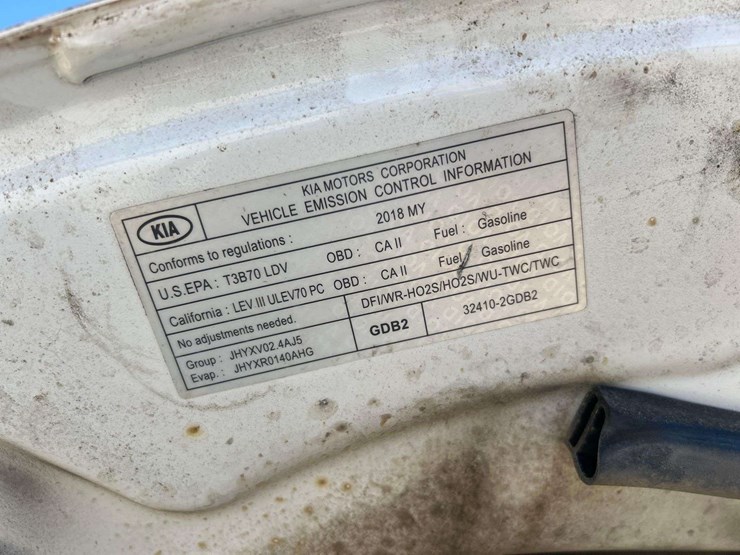 KIA
KIA MOTORS CORPORATION
VEHICLE EMISSION CONTROL INFORMATION
Conforms to regulations : 2018 MY
U.S.EPA : T3B70 LDV OBD : CA II Fuel : Gasoline
California : LEV III ULEV70 PC OBD : CA II Fuel Gasoline
No adjustments needed. DFI/WR-HO2S/HO2S/WU-TWC/TWC
Group : JHYXV02.4AJ5
Evap. : JHYXR0140AHG
GDB2 32410-2GDB2